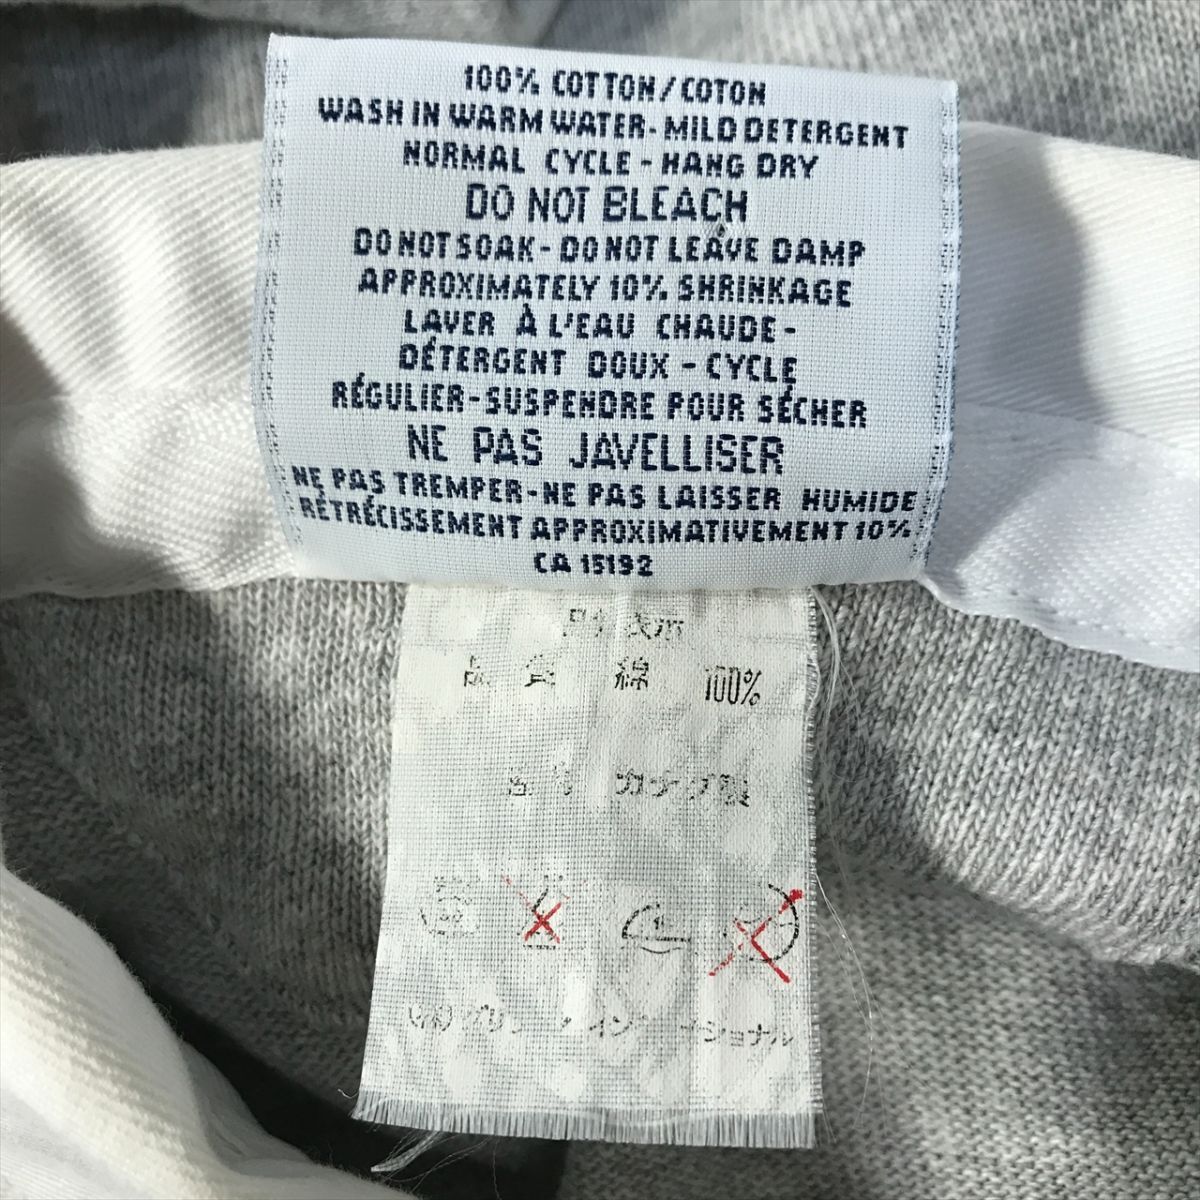 100% COTTON/COTON
WASH IN WARM WATER-MILD DETERGENT
NORMAL CYCLE - HANG DRY
DO NOT BLEACH
DO NOT SOAK-DO NOT LEAVE DAMP
APPROXIMATELY 10% SHRINKAGE
LAVER À L'EAU CHAUDE-
DÉTERGENT DOUX - CYCLE
RÉGULIER-SUSPENDRE POUR SÉCHER
NE PAS JAVELLISER
NE PAS TREMPER-NE PAS LAISSER HUMIDE
RÉTRÉCISSEMENT APPROXIMATIVEMENT 10%
CA 15192
綿 100%
カナダ製